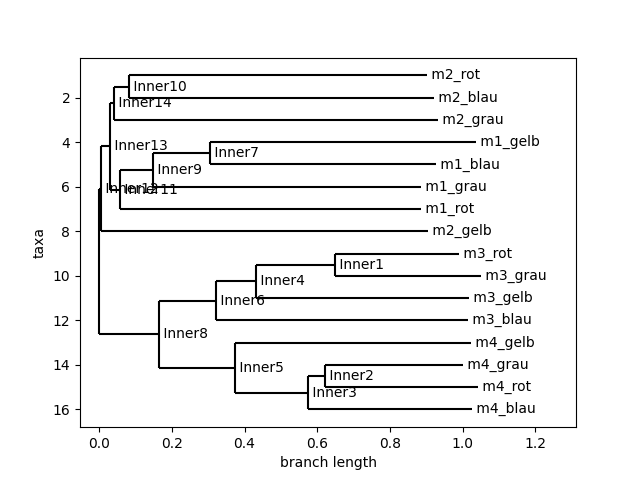 m2_rot
Inner10
2
m2_blau
Inner14
m2_grau
4
m1_gelb
Inner13
Inner7
m1_blau
Inner9
6
Inner12
Inner11
m1_grau
m1_rot
8
m2_gelb
taxa
m3_rot
Inner1
10
Inner4
m3_grau
Inner6
m3_gelb
12
m3_blau
Inner8
m4_gelb
14
Inner5
m4_grau
Inner2
m4_rot
Inner3
16
m4_blau
0.0 0.2 0.4 0.6 0.8 1.0 1.2
branch length